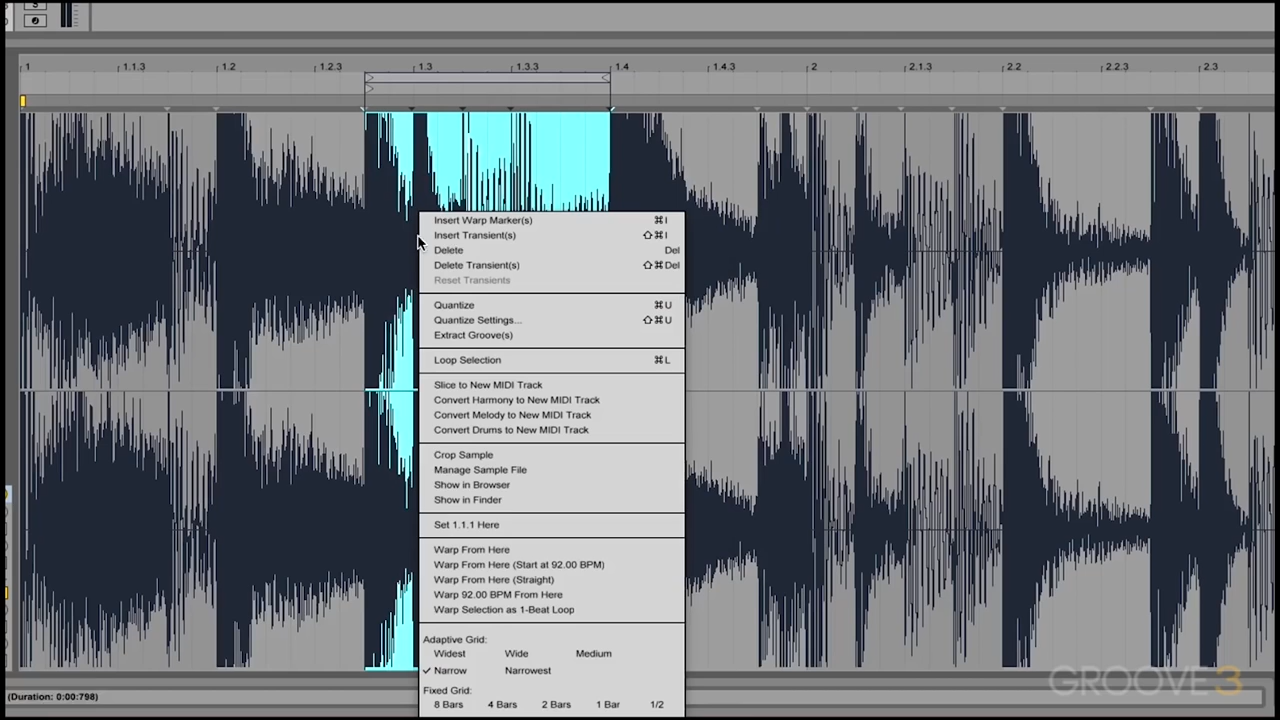 S
1
1.1.3
1.2
1.2.3
1.3
1.3.3
1.4
1.4.3
2
2.1.3
2.2
2.2.3
2.3
Insert Warp Marker(s) ⌘I
Insert Transient(s) ⇧⌘I
Delete Del
Delete Transient(s) ⇧⌘Del
Reset Transients
Quantize ⌘U
Quantize Settings... ⇧⌘U
Extract Groove(s)
Loop Selection ⌘L
Slice to New MIDI Track
Convert Harmony to New MIDI Track
Convert Melody to New MIDI Track
Convert Drums to New MIDI Track
Crop Sample
Manage Sample File
Show in Browser
Show in Finder
Set 1.1.1 Here
Warp From Here
Warp From Here (Start at 92.00 BPM)
Warp From Here (Straight)
Warp 92.00 BPM From Here
Warp Selection as 1-Beat Loop
Adaptive Grid:
Widest Wide Medium
✓ Narrow Narrowest
Fixed Grid:
8 Bars 4 Bars 2 Bars 1 Bar 1/2
(Duration: 0:00:798)
GROOVE3